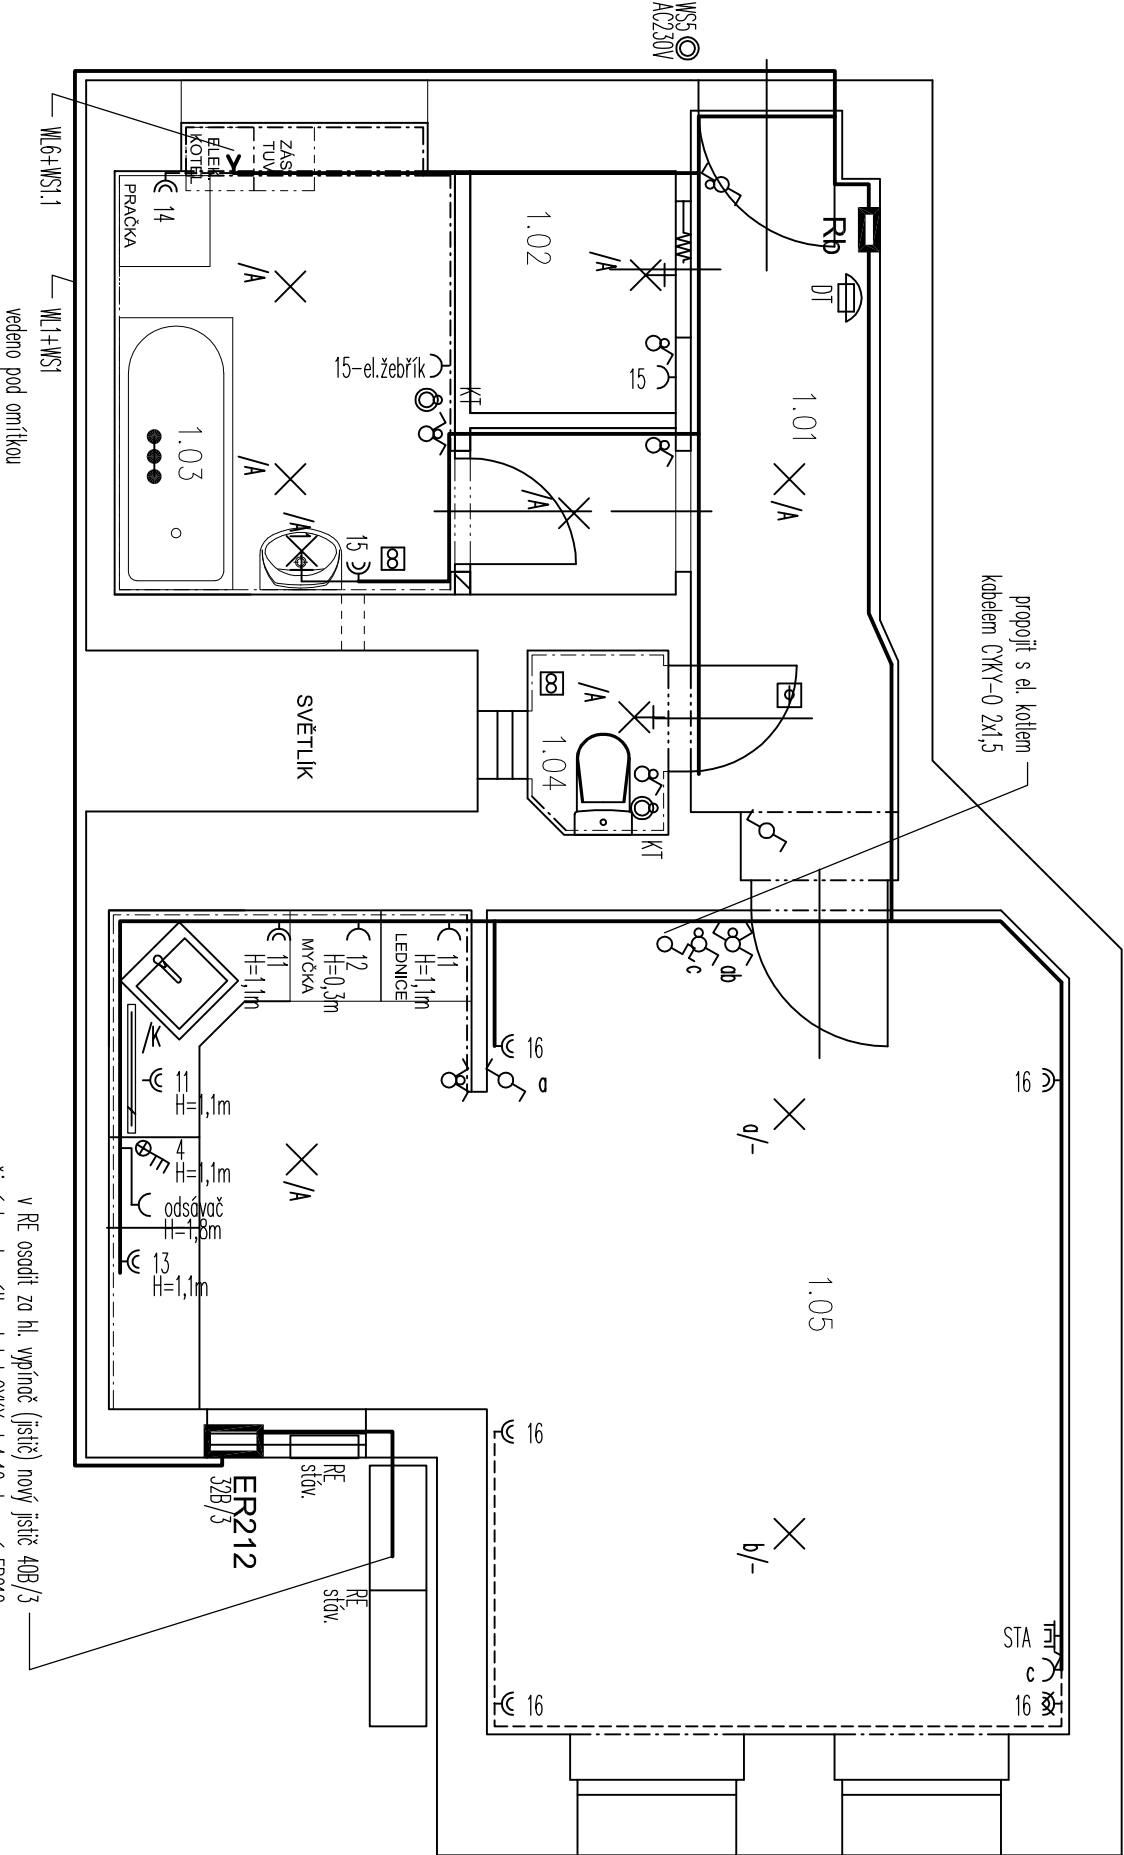 WS5
AC230V
WL6+WS1.1
WL1+WS1
vedeno pod omítkou
ELEK.
KOTEL
ZÁS.
TUV
14
PRAČKA
1.02
/A
Rb
DT
15
15-el.žebřík
KT
1.01
/A
/A
1.03
/A
/A
/A1
15
propojit s el. kotlem
kabelem CYKY-O 2x1,5
SVĚTLÍK
/A
1.04
KT
11
H=1,1m
MYČKA
12
H=0,3m
LEDNICE
11
H=1,1m
c
ab
16
a
16
/K
11
H=1,1m
4
H=1,1m
odsávač
H=1,8m
13
H=1,1m
/A
a/-
1.05
16
b/-
STA
c
16
16
ER212
32B/3
RE
stáv.
RE
stáv.
v RE osadit za hl. vypínač (jistič) nový jistič 40B/3